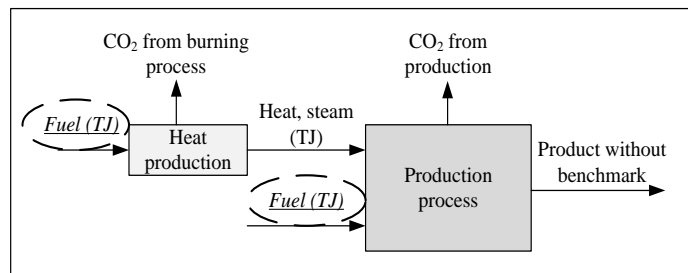 CO₂ from burning
process
CO₂ from
production
Fuel (TJ)
Heat
production
Heat, steam
(TJ)
Fuel (TJ)
Production
process
Product without
benchmark